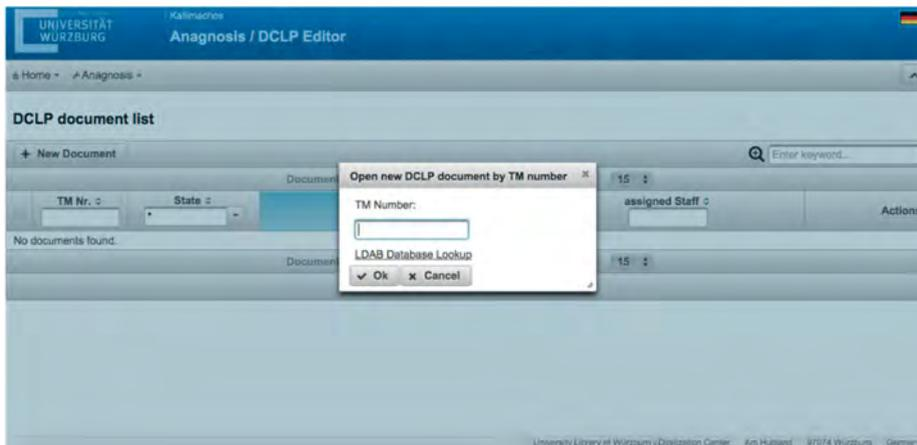 UNIVERSITÄT
WÜRZBURG
Kallimachos
Anagnosis / DCLP Editor
Home
Anagnosis
DCLP document list
+ New Document
Enter keyword...
Document
15
TM Nr.
State
*
assigned Staff
Action
No documents found.
Document
15
Open new DCLP document by TM number ×
TM Number:
LDAB Database Lookup
✔ Ok
× Cancel
University Library of Würzburg / Digitization Center Am Hubland 97074 Würzburg German